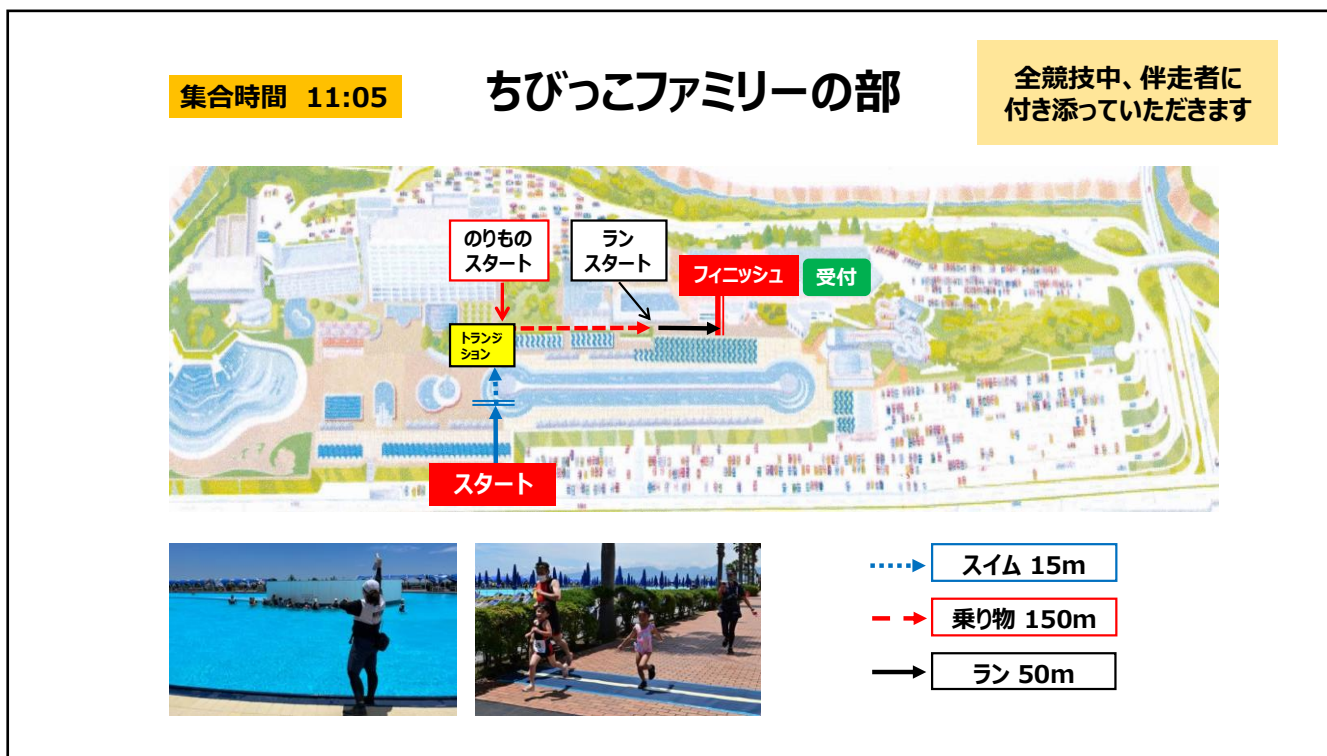 集合時間 11:05
ちびっこファミリーの部
全競技中、伴走者に
付き添っていただきます
のりもの
スタート
ラン
スタート
フィニッシュ
受付
トランジ
ション
スタート
スイム 15m
乗り物 150m
ラン 50m